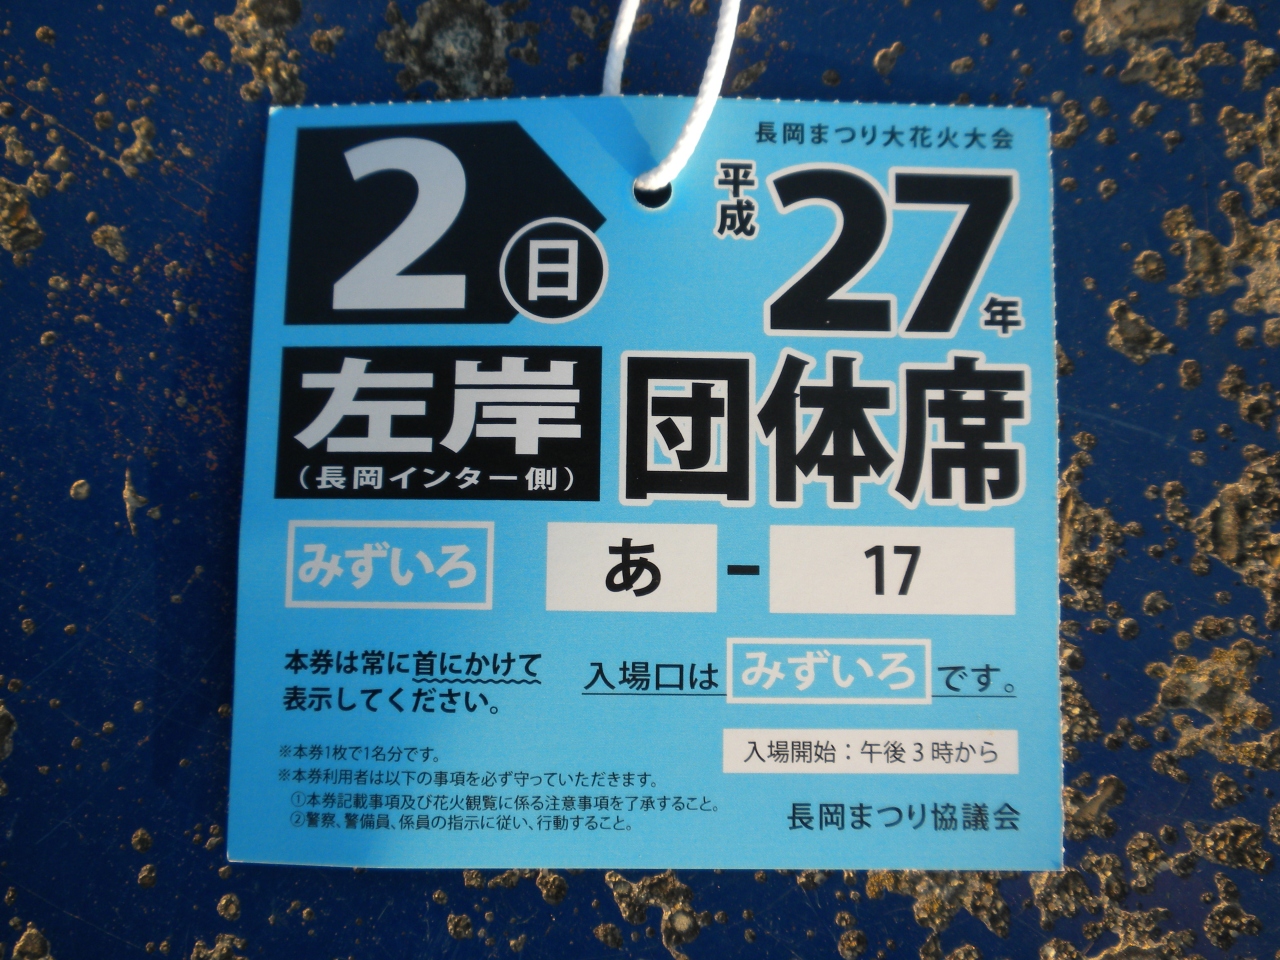 長岡まつり大花火大会
2日
平成27年
左岸
(長岡インター側)
団体席
みずいろ
あ - 17
本券は常に首にかけて
表示してください。
入場口はみずいろです。
入場開始：午後3時から
※本券1枚で1名分です。
※本券利用者は以下の事項を必ず守っていただきます。
①本券記載事項及び花火観覧に係る注意事項を了承すること。
②警察、警備員、係員の指示に従い、行動すること。
長岡まつり協議会